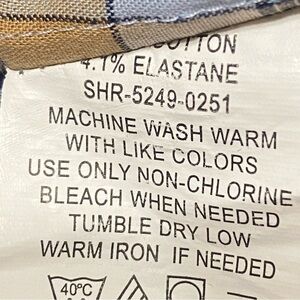 COTTON
4.1% ELASTANE
SHR-5249-0251
MACHINE WASH WARM
WITH LIKE COLORS
USE ONLY NON-CHLORINE
BLEACH WHEN NEEDED
TUMBLE DRY LOW
WARM IRON IF NEEDED
40°C